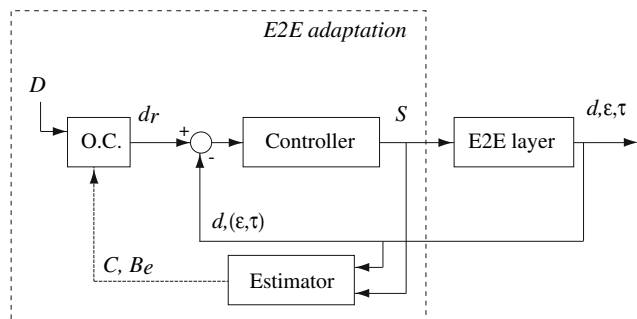 E2E adaptation
D
dr
S
d,ε,τ
O.C.
+
-
Controller
E2E layer
d,(ε,τ)
C, Be
Estimator